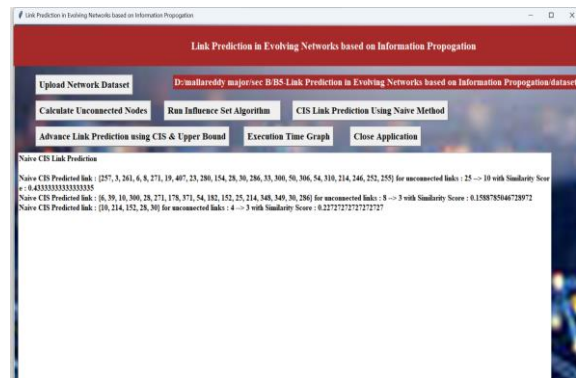 Link Prediction in Evolving Networks based on Information Propogation
Link Prediction in Evolving Networks based on Information Propogation
Upload Network Dataset
D:/mallareddy major/sec B/B5-Link Prediction in Evolving Networks based on Information Propogation/dataset
Calculate Unconnected Nodes
Run Influence Set Algorithm
CIS Link Prediction Using Naive Method
Advance Link Prediction using CIS & Upper Bound
Execution Time Graph
Close Application
Naive CIS Link Prediction
Naive CIS Predicted link : {257, 3, 261, 6, 8, 271, 19, 407, 23, 280, 154, 28, 30, 286, 33, 300, 50, 306, 54, 310, 214, 246, 252, 255} for unconnected links : 25 --> 10 with Similarity Scor
e : 0.43333333333333335
Naive CIS Predicted link : {6, 39, 10, 300, 28, 271, 178, 371, 54, 182, 152, 25, 214, 348, 349, 30, 286} for unconnected links : 8 --> 3 with Similarity Score : 0.1588785046728972
Naive CIS Predicted link : {10, 214, 152, 28, 30} for unconnected links : 4 --> 3 with Similarity Score : 0.22727272727272727